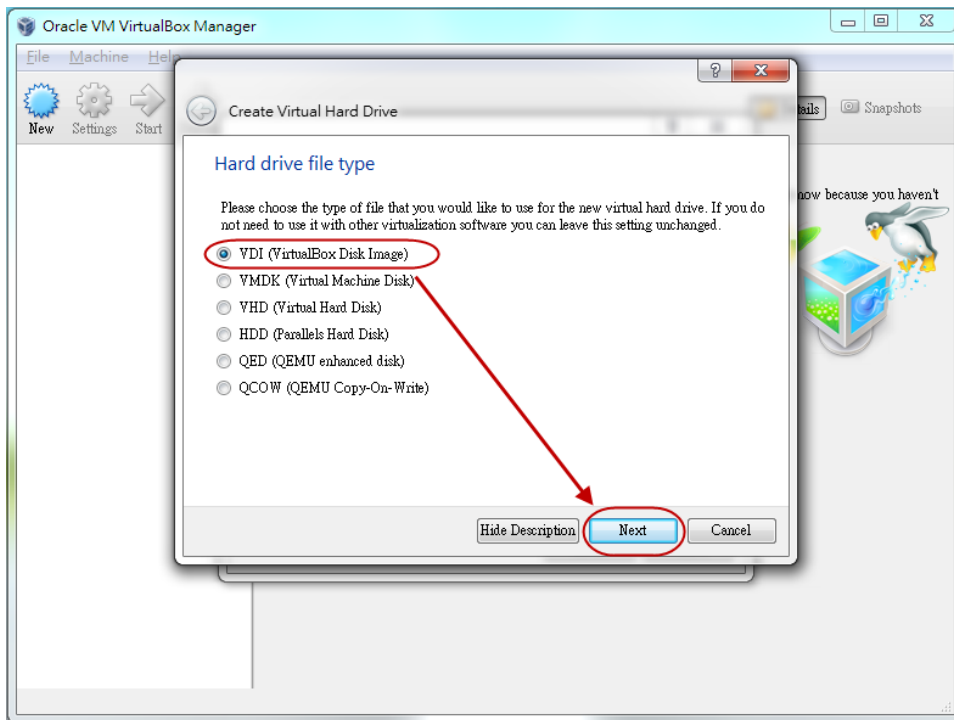 Oracle VM VirtualBox Manager
File Machine Help
New Settings Start
Snapshots
Create Virtual Hard Drive
Hard drive file type
Please choose the type of file that you would like to use for the new virtual hard drive. If you do
not need to use it with other virtualization software you can leave this setting unchanged.
now because you haven't
VDI (VirtualBox Disk Image)
VMDK (Virtual Machine Disk)
VHD (Virtual Hard Disk)
HDD (Parallels Hard Disk)
QED (QEMU enhanced disk)
QCOW (QEMU Copy-On-Write)
Hide Description Next Cancel